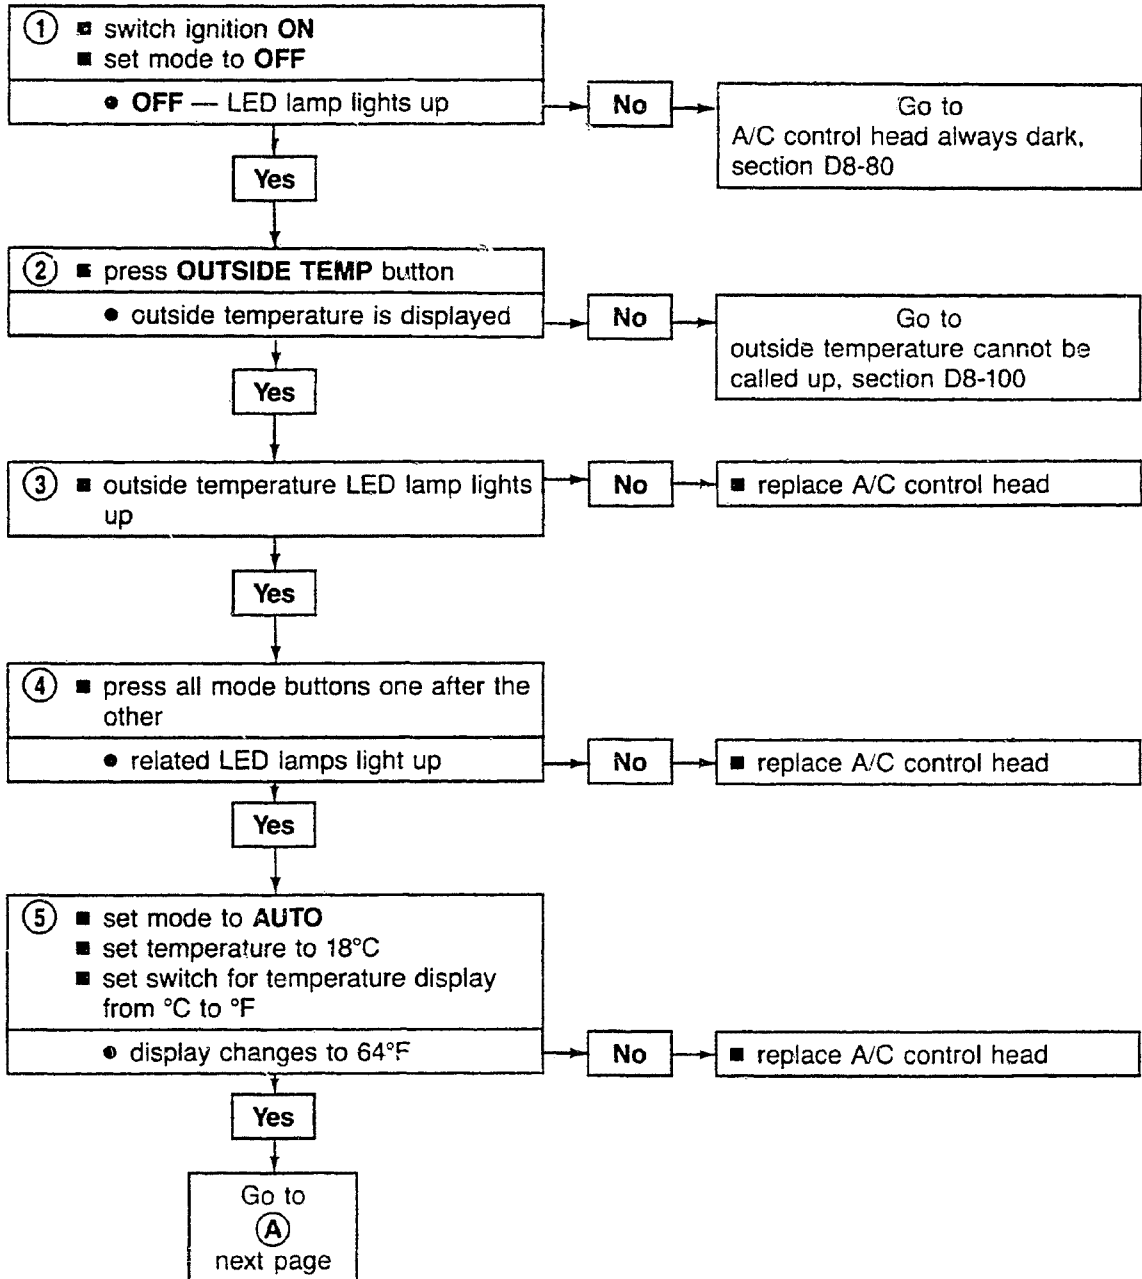 ① ■ switch ignition ON
■ set mode to OFF
● OFF — LED lamp lights up
No
Go to
A/C control head always dark,
section D8-80
Yes
② ■ press OUTSIDE TEMP button
● outside temperature is displayed
No
Go to
outside temperature cannot be
called up, section D8-100
Yes
③ ■ outside temperature LED lamp lights
up
No
■ replace A/C control head
Yes
④ ■ press all mode buttons one after the
other
● related LED lamps light up
No
■ replace A/C control head
Yes
⑤ ■ set mode to AUTO
■ set temperature to 18°C
■ set switch for temperature display
from °C to °F
● display changes to 64°F
No
■ replace A/C control head
Yes
Go to
Ⓐ
next page